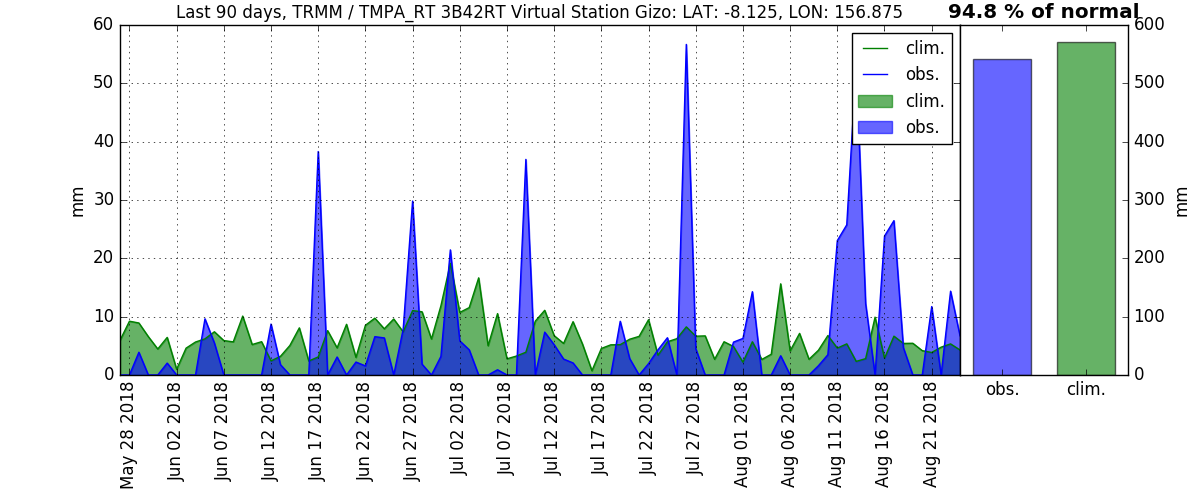 Last 90 days, TRMM / TMPA_RT 3B42RT Virtual Station Gizo: LAT: -8.125, LON: 156.875
94.8 % of normal
60
50
40
30
20
10
0
mm
clim.
obs.
clim.
obs.
600
500
400
300
200
100
0
mm
May 28 2018
Jun 02 2018
Jun 07 2018
Jun 12 2018
Jun 17 2018
Jun 22 2018
Jun 27 2018
Jul 02 2018
Jul 07 2018
Jul 12 2018
Jul 17 2018
Jul 22 2018
Jul 27 2018
Aug 01 2018
Aug 06 2018
Aug 11 2018
Aug 16 2018
Aug 21 2018
obs.
clim.